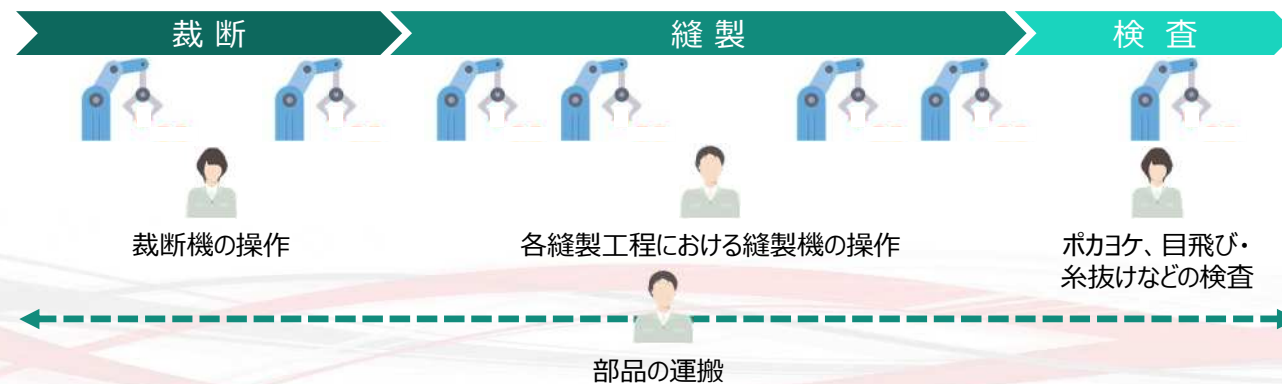 裁断
縫製
検査
裁断機の操作
各縫製工程における縫製機の操作
ポカヨケ、目飛び・
糸抜けなどの検査
部品の運搬